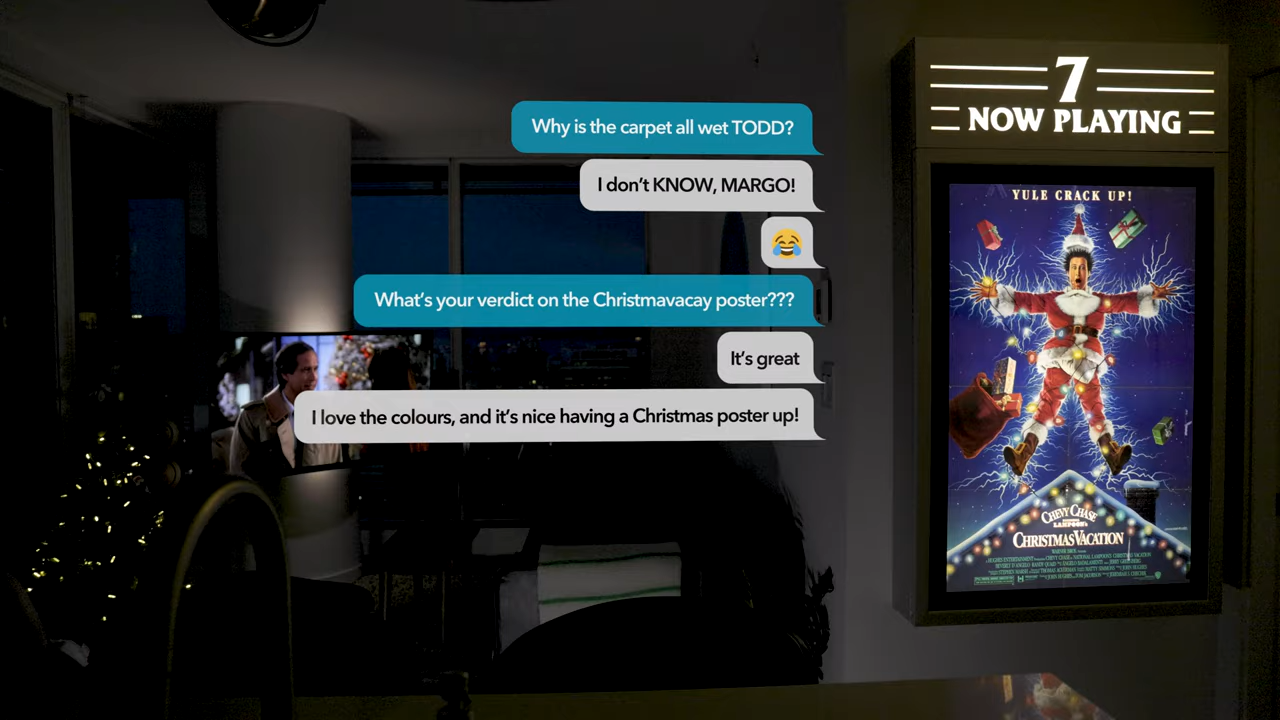 7
NOW PLAYING
Why is the carpet all wet TODD?
I don't KNOW, MARGO!
😂
What's your verdict on the Christmavacay poster???
It's great
I love the colours, and it's nice having a Christmas poster up!
YULE CRACK UP!
CHEVY CHASE
LAMPOON'S
CHRISTMAS VACATION
WARNER BROS.